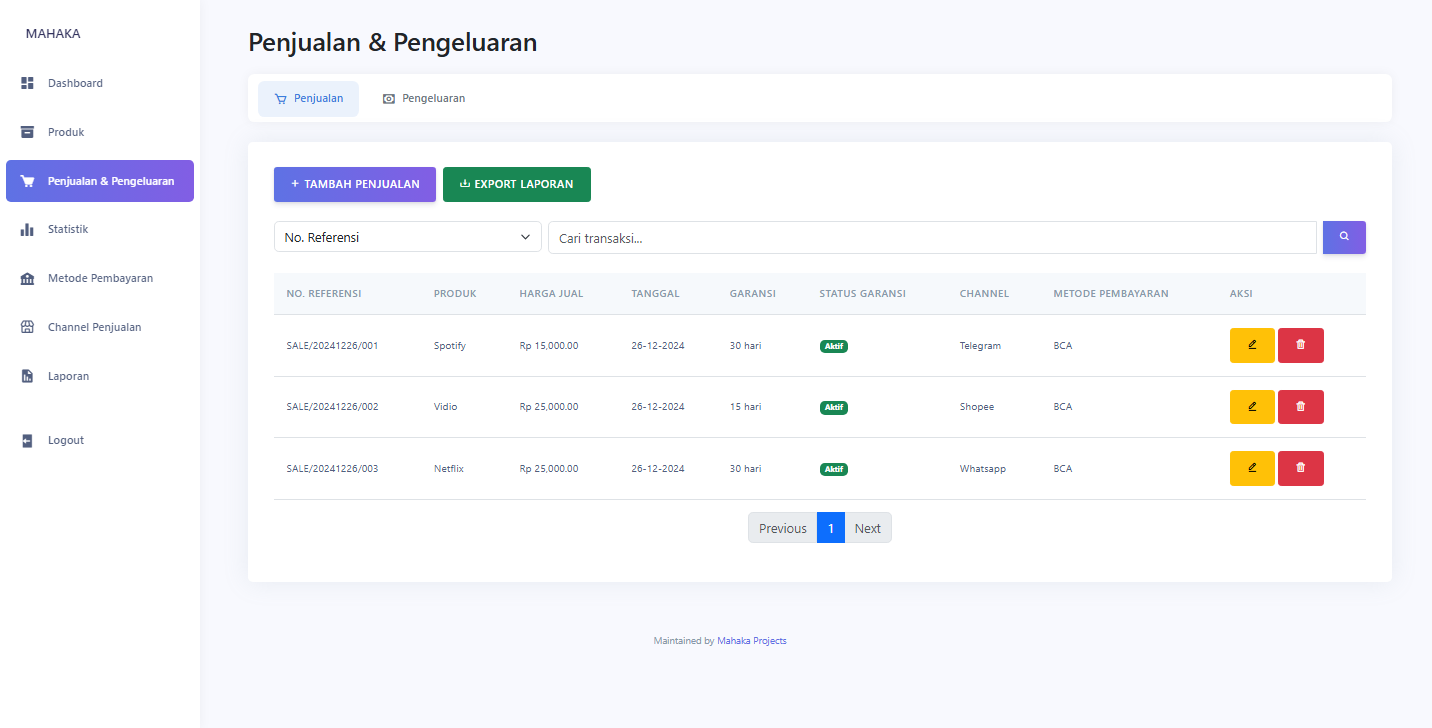 MAHAKA
Dashboard
Produk
Penjualan & Pengeluaran
Statistik
Metode Pembayaran
Channel Penjualan
Laporan
Logout
Penjualan & Pengeluaran
Penjualan Pengeluaran
+ TAMBAH PENJUALAN EXPORT LAPORAN
No. Referensi Cari transaksi...
NO. REFERENSI PRODUK HARGA JUAL TANGGAL GARANSI STATUS GARANSI CHANNEL METODE PEMBAYARAN AKSI
SALE/20241226/001 Spotify Rp 15,000.00 26-12-2024 30 hari Aktif Telegram BCA
SALE/20241226/002 Vidio Rp 25,000.00 26-12-2024 15 hari Aktif Shopee BCA
SALE/20241226/003 Netflix Rp 25,000.00 26-12-2024 30 hari Aktif Whatsapp BCA
Previous 1 Next
Maintained by Mahaka Projects